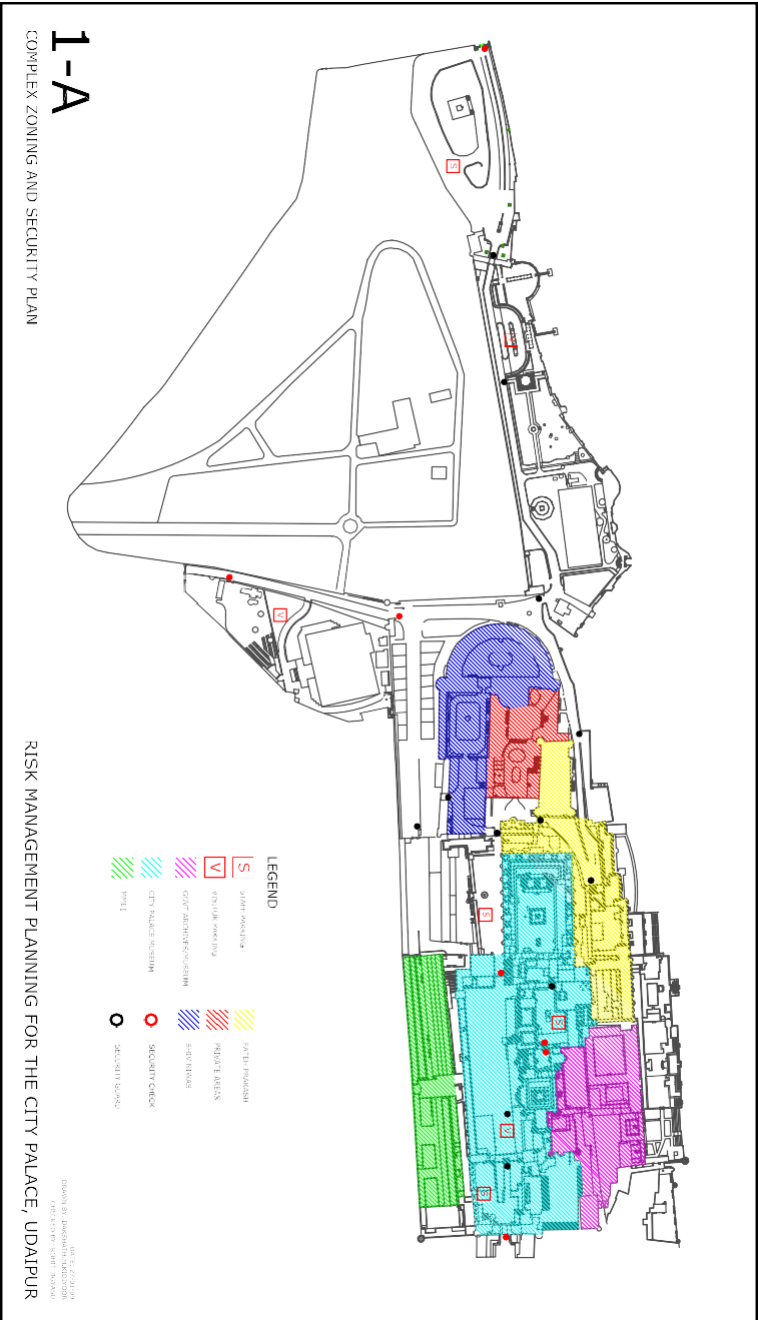 1-A
COMPLEX ZONING AND SECURITY PLAN
RISK MANAGEMENT PLANNING FOR THE CITY PALACE, UDAIPUR
LEGEND
S
STAFF PARKING
V
VISITOR PARKING
GOVT ARCHIVES/MUSEUM
CITY PALACE MUSEUM
MMPS
FATEH PRAKASH
PRIVATE AREAS
SHIV NIWAS
SECURITY CHECK
SECURITY GUARD
S
V
S
S
V
S